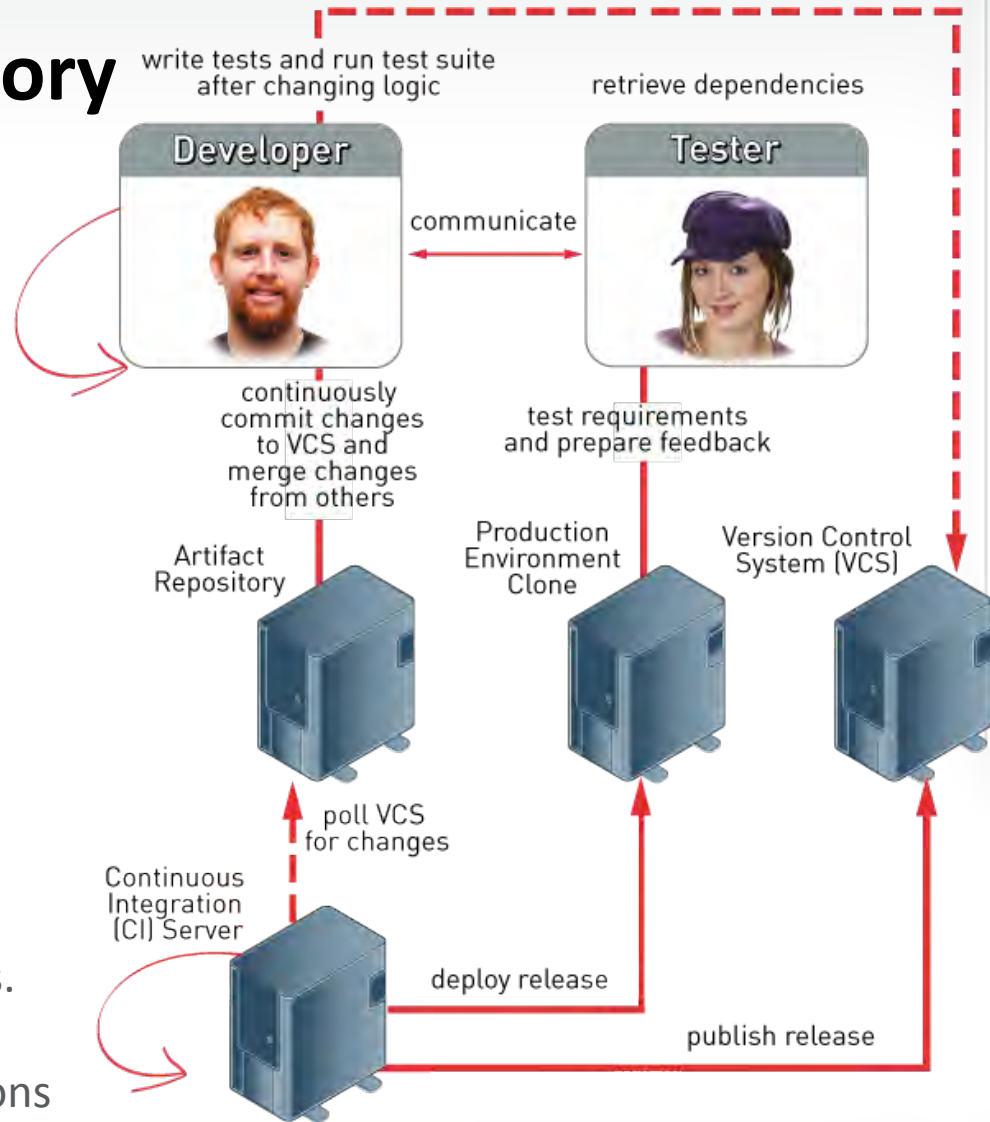 ory
write tests and run test suite
after changing logic
retrieve dependencies
Developer
Tester
communicate
continuously
commit changes
to VCS and
merge changes
from others
test requirements
and prepare feedback
Artifact
Repository
Production
Environment
Clone
Version Control
System (VCS)
poll VCS
for changes
Continuous
Integration
(CI) Server
deploy release
s.
publish release
ons